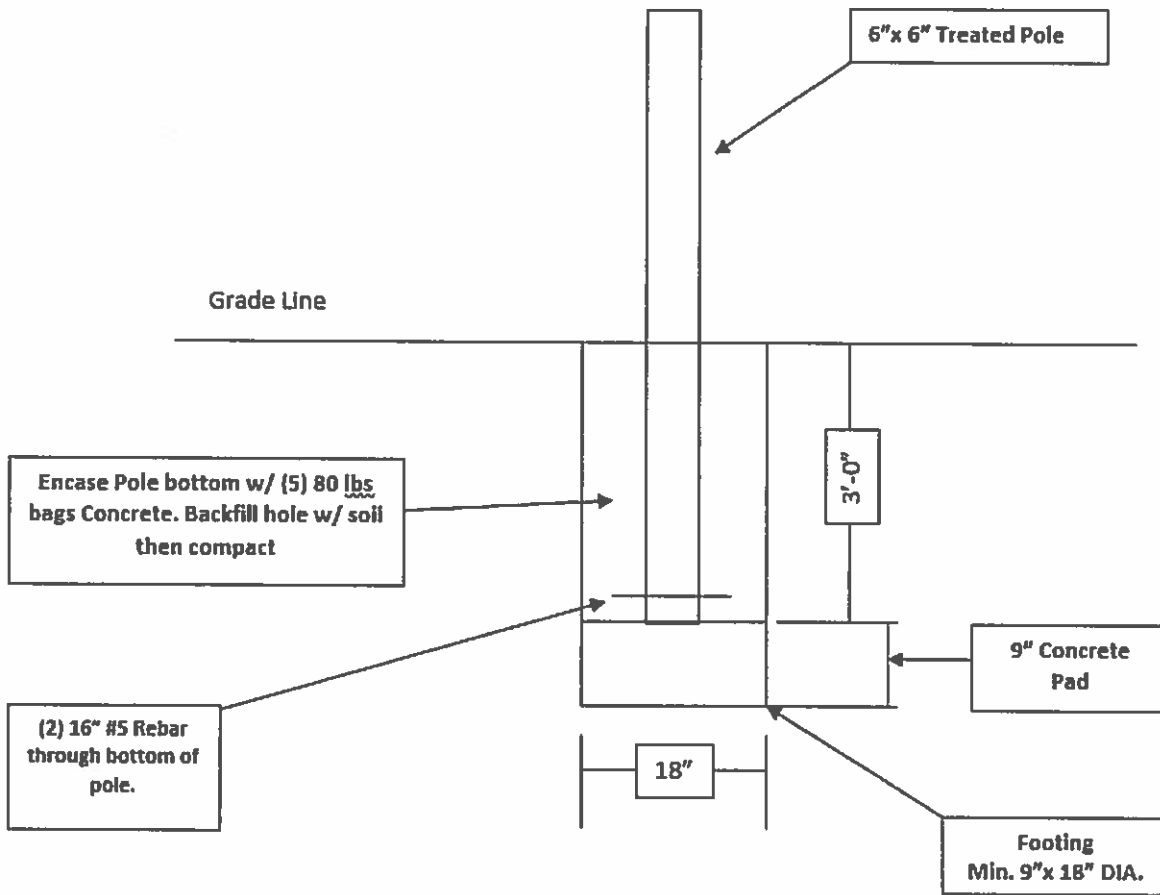 6"x 6" Treated Pole
Grade Line
Encase Pole bottom w/ (5) 80 lbs
bags Concrete. Backfill hole w/ soil
then compact
3'-0"
9" Concrete
Pad
(2) 16" #5 Rebar
through bottom of
pole.
18"
Footing
Min. 9"x 18" DIA.